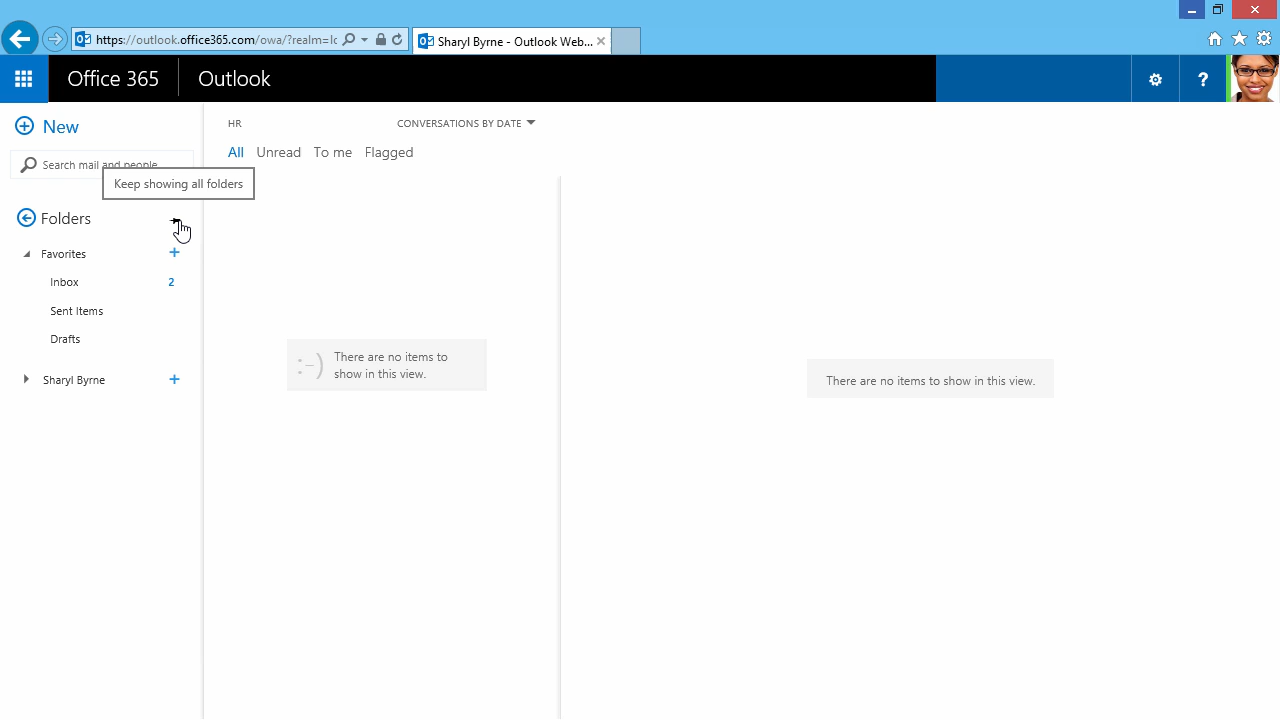 https://outlook.office365.com/owa/?realm=lc
Sharyl Byrne - Outlook Web...
Office 365
Outlook
?
New
Search mail and people
Keep showing all folders
Folders
Favorites
Inbox 2
Sent Items
Drafts
Sharyl Byrne
HR
CONVERSATIONS BY DATE
All Unread To me Flagged
:-)
There are no items to
show in this view.
There are no items to show in this view.